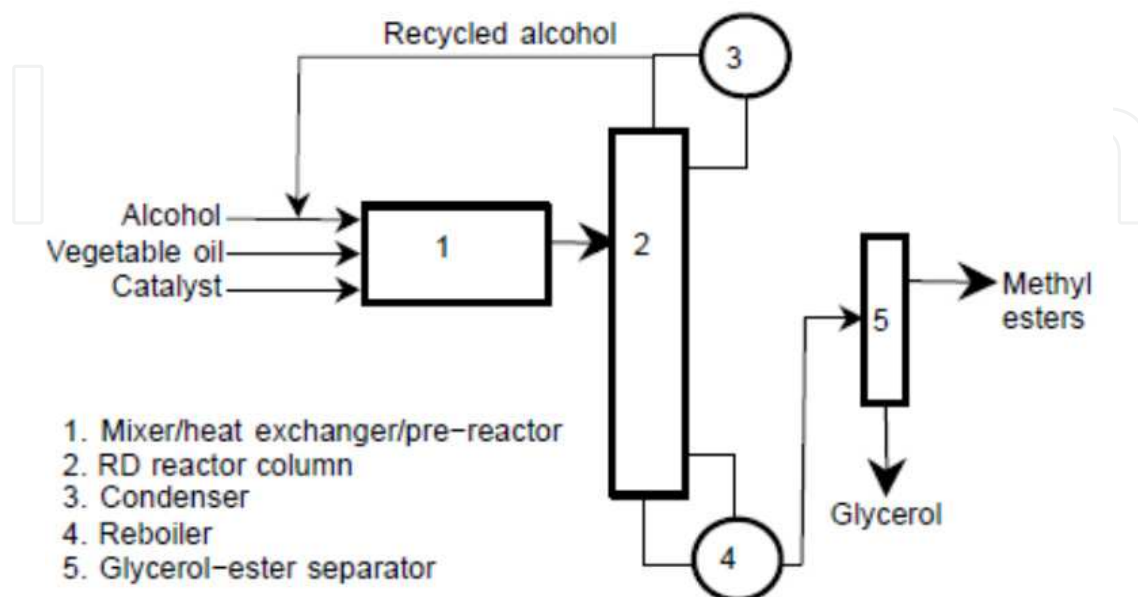 Recycled alcohol
3
Alcohol
Vegetable oil
Catalyst
1
2
5
Methyl
esters
1. Mixer/heat exchanger/pre-reactor
2. RD reactor column
3. Condenser
4. Reboiler
5. Glycerol-ester separator
4
Glycerol